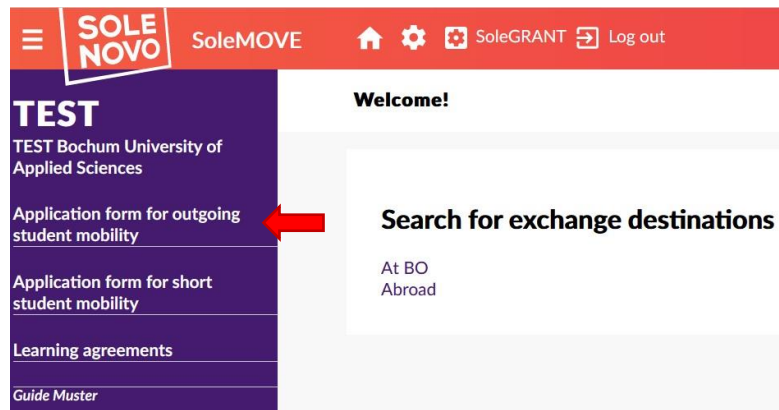 SOLE
NOVO
SoleMOVE
SoleGRANT
Log out
TEST
TEST Bochum University of
Applied Sciences
Application form for outgoing
student mobility
Application form for short
student mobility
Learning agreements
Guide Muster
Welcome!
Search for exchange destinations
At BO
Abroad